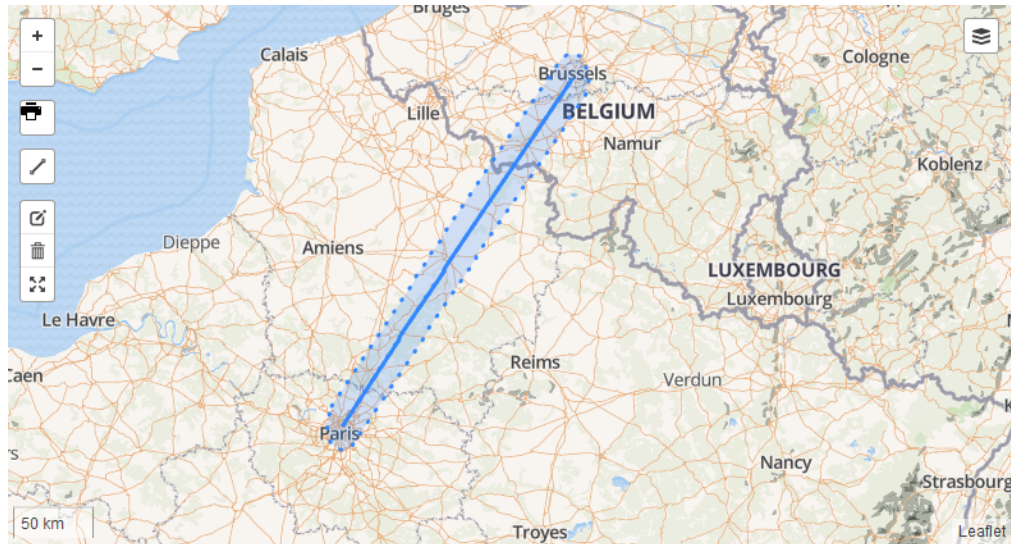 Bruges
+
Calais
Brussels
Cologne
−
Lille
BELGIUM
Namur
Koblenz
Dieppe
Amiens
LUXEMBOURG
Luxembourg
Le Havre
Reims
Caen
Verdun
Paris
Nancy
Strasbourg
50 km
Troyes
Leaflet